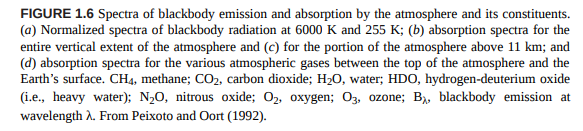 FIGURE 1.6 Spectra of blackbody emission and absorption by the atmosphere and its constituents.
(a) Normalized spectra of blackbody radiation at 6000 K and 255 K; (b) absorption spectra for the
entire vertical extent of the atmosphere and (c) for the portion of the atmosphere above 11 km; and
(d) absorption spectra for the various atmospheric gases between the top of the atmosphere and the
Earth's surface. CH₄, methane; CO₂, carbon dioxide; H₂O, water; HDO, hydrogen-deuterium oxide
(i.e., heavy water); N₂O, nitrous oxide; O₂, oxygen; O₃, ozone; Bλ, blackbody emission at
wavelength λ. From Peixoto and Oort (1992).